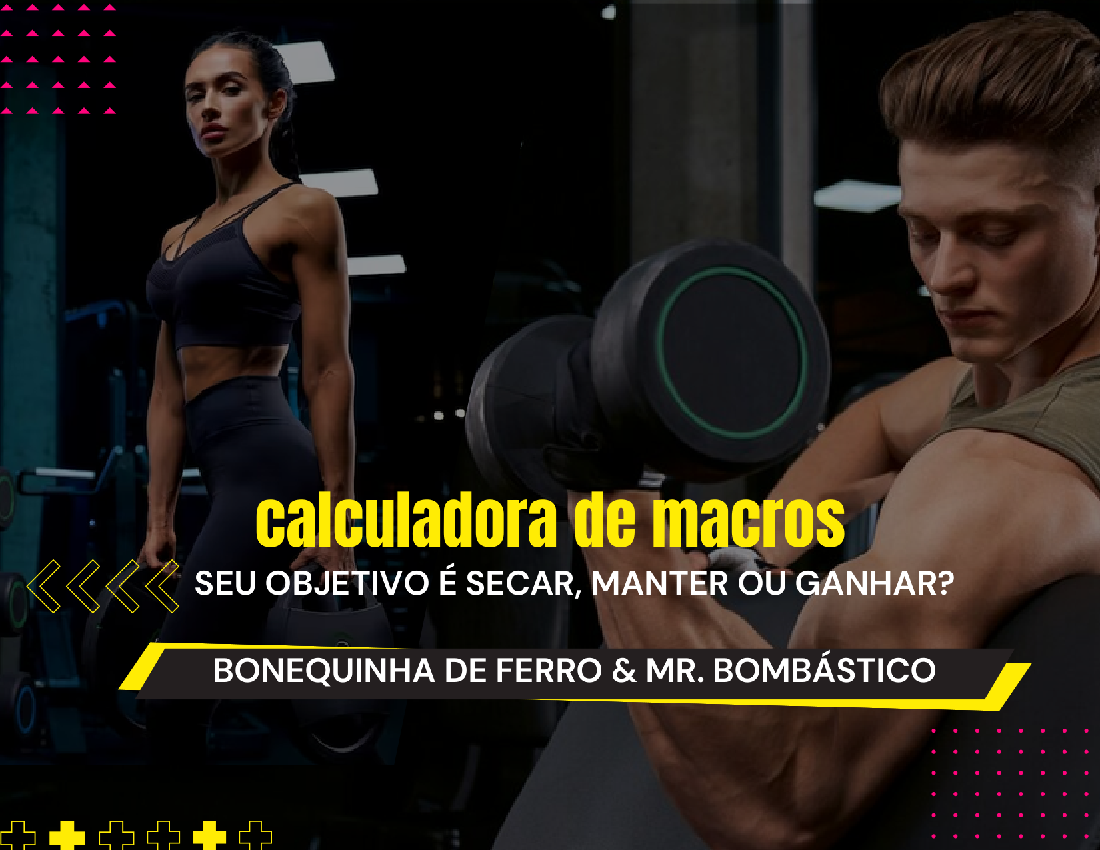 calculadora de macros
SEU OBJETIVO É SECAR, MANTER OU GANHAR?
BONEQUINHA DE FERRO & MR. BOMBÁSTICO